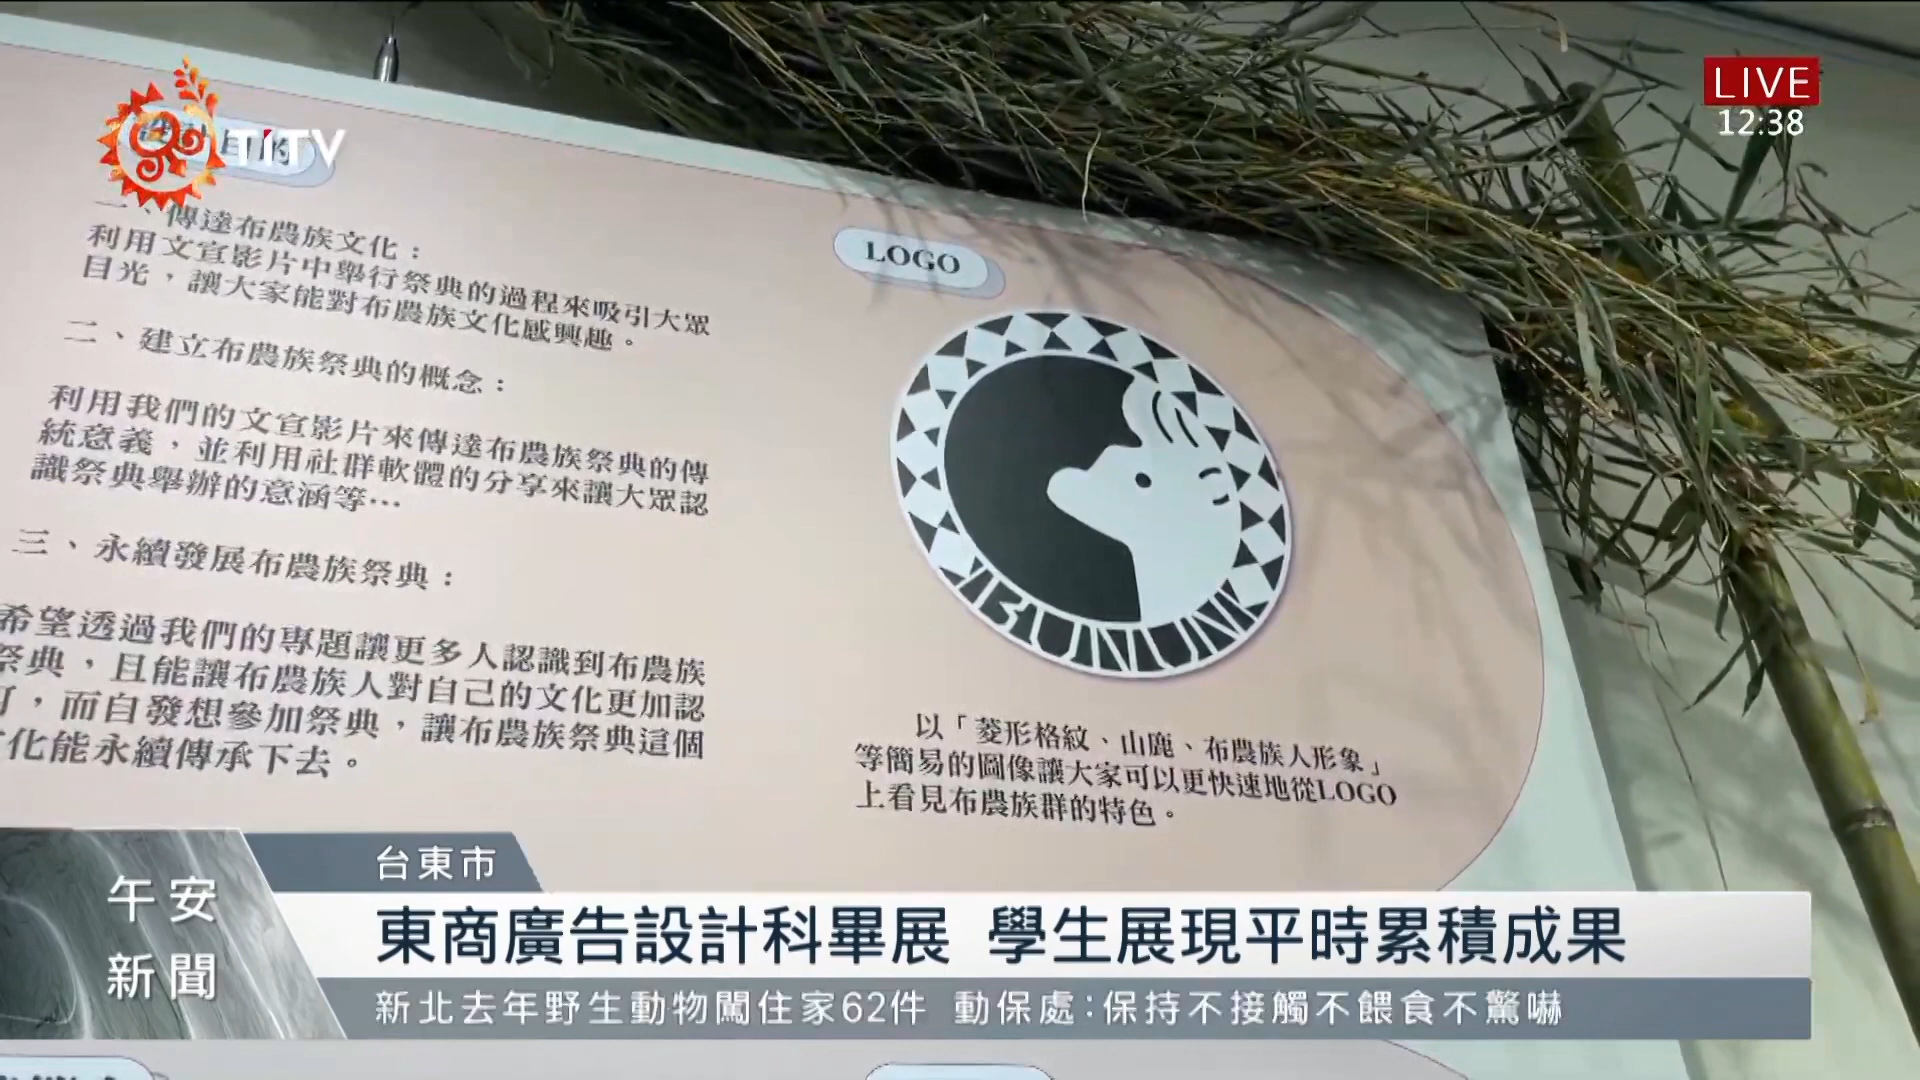 LIVE
12:38
TiTV
一、傳達布農族文化：
利用文宣影片中舉行祭典的過程來吸引大眾
目光，讓大家能對布農族文化感興趣。
二、建立布農族祭典的概念：
利用我們的文宣影片來傳達布農族祭典的傳
統意義，並利用社群軟體的分享來讓大眾認
識祭典舉辦的意涵等…
三、永續發展布農族祭典：
希望透過我們的專題讓更多人認識到布農族
祭典，且能讓布農族人對自己的文化更加認
，而自發想參加祭典，讓布農族祭典這個
化能永續傳承下去。
LOGO
BUNUN
以「菱形格紋、山鹿、布農族人形象」
等簡易的圖像讓大家可以更快速地從LOGO
上看見布農族群的特色。
午安
新聞
台東市
東商廣告設計科畢展 學生展現平時累積成果
新北去年野生動物闖住家62件 動保處：保持不接觸不餵食不驚嚇